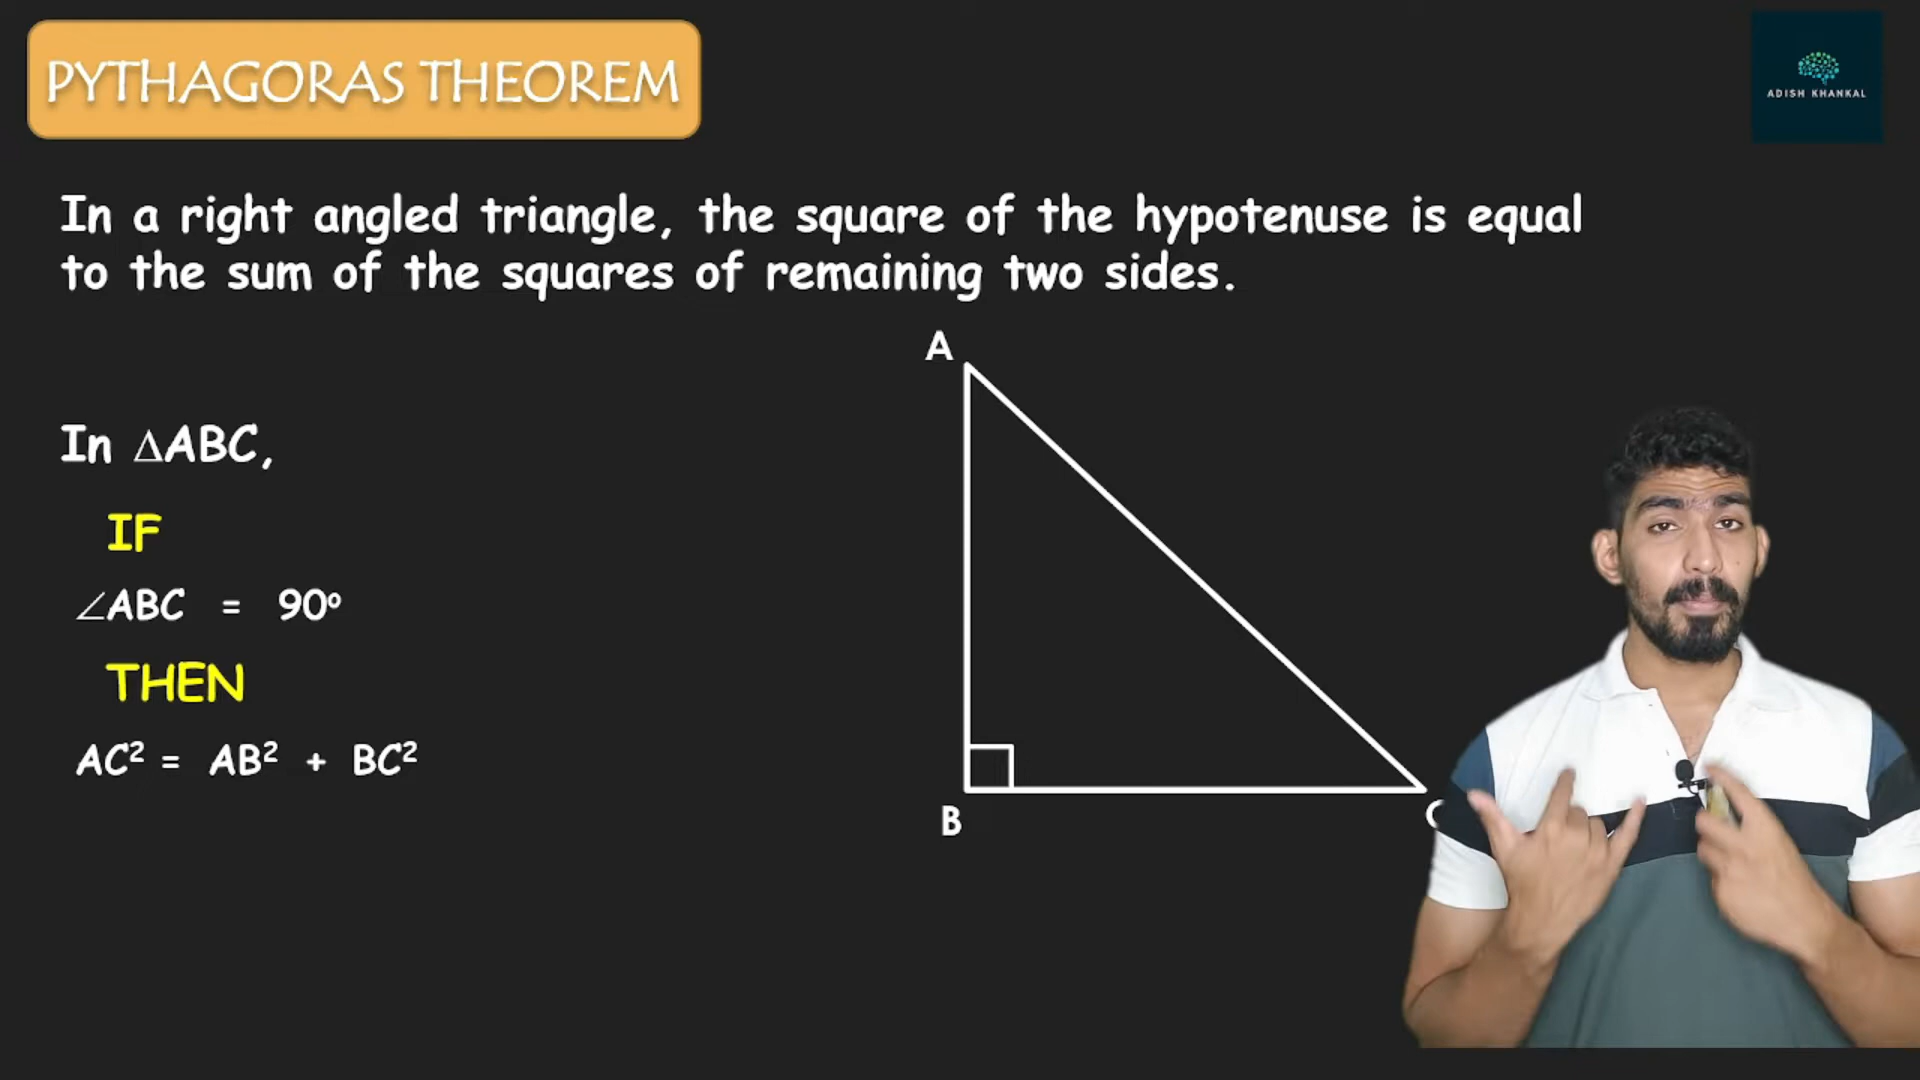 PYTHAGORAS THEOREM
ADISH KHANKAL
In a right angled triangle, the square of the hypotenuse is equal
to the sum of the squares of remaining two sides.
A
In ∆ABC,
IF
∠ABC = 90°
THEN
AC² = AB² + BC²
B